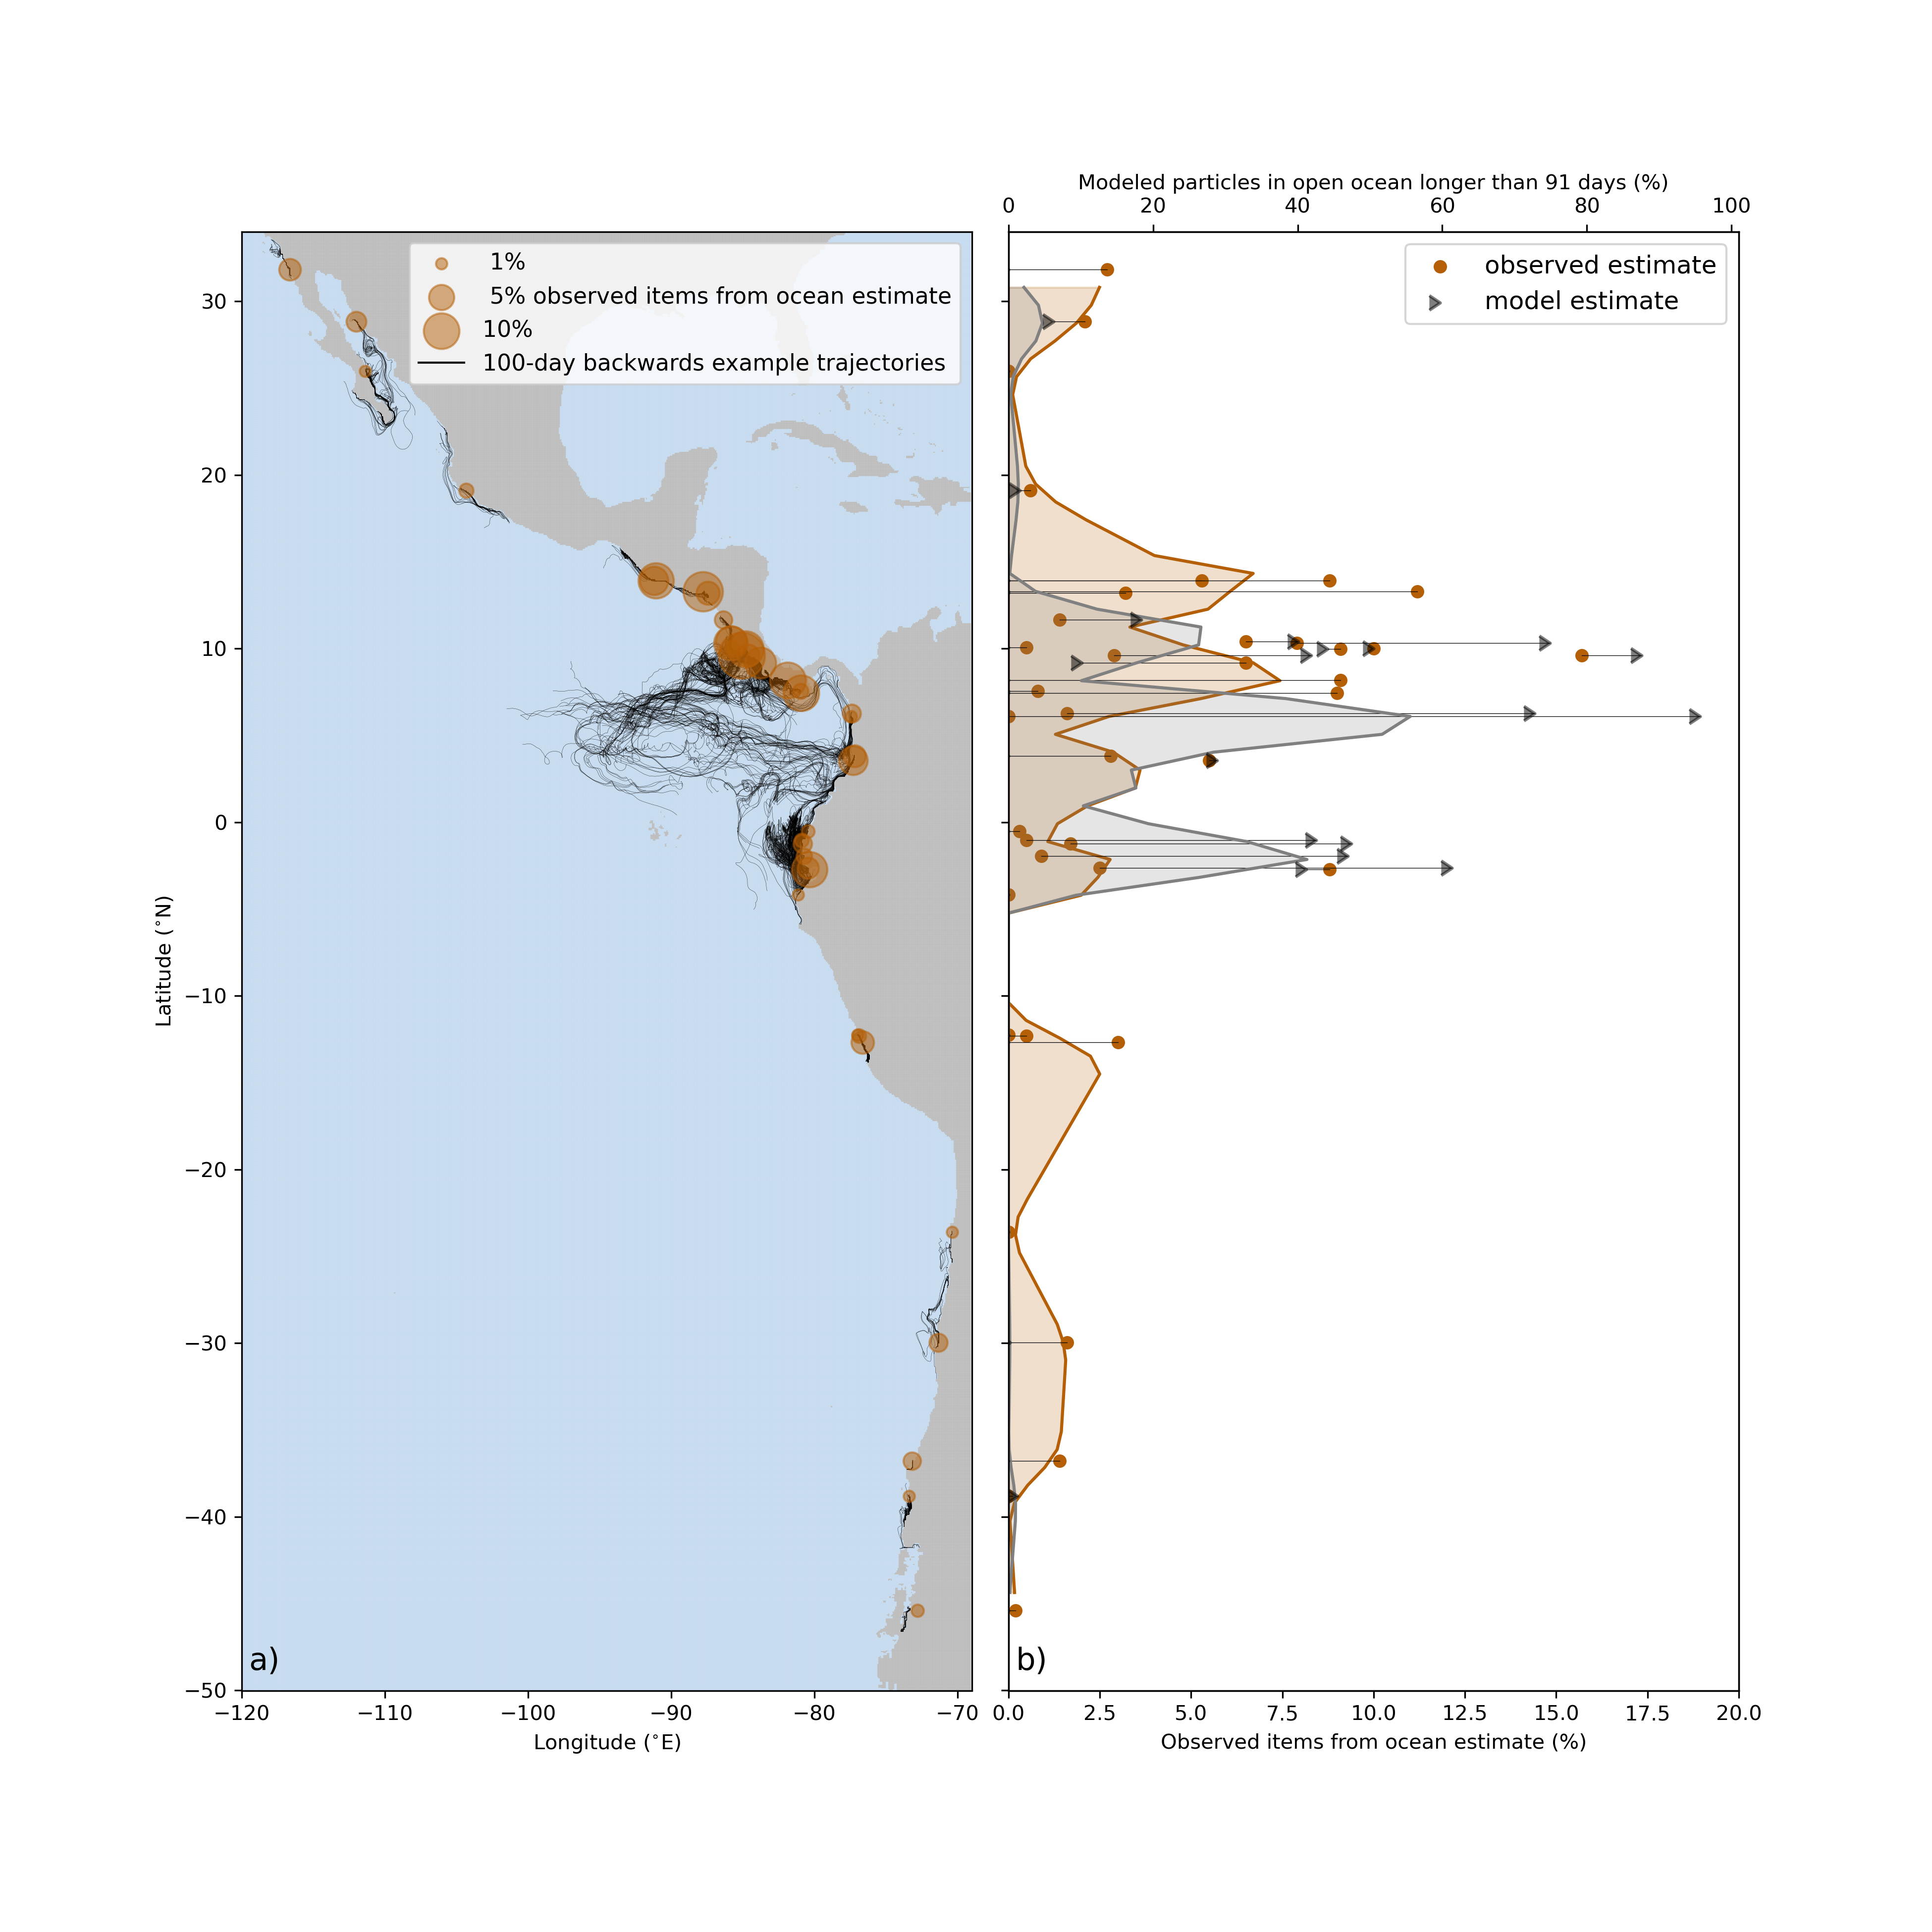 Modeled particles in open ocean longer than 91 days (%)
0 20 40 60 80 100
1%
5% observed items from ocean estimate
10%
100-day backwards example trajectories
observed estimate
model estimate
30
20
10
0
−10
−20
−30
−40
−50
Latitude (°N)
a)
b)
−120 −110 −100 −90 −80 −70
0.0 2.5 5.0 7.5 10.0 12.5 15.0 17.5 20.0
Longitude (°E)
Observed items from ocean estimate (%)